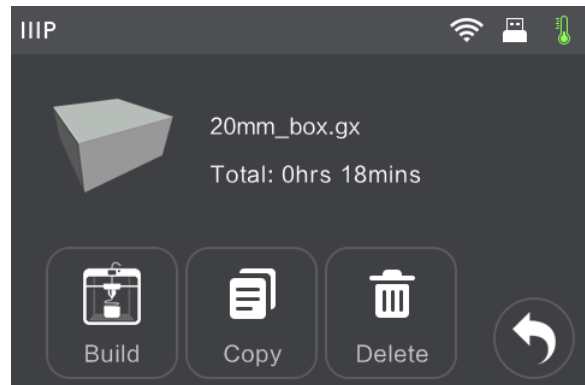 IIIP
20mm_box.gx
Total: 0hrs 18mins
Build
Copy
Delete